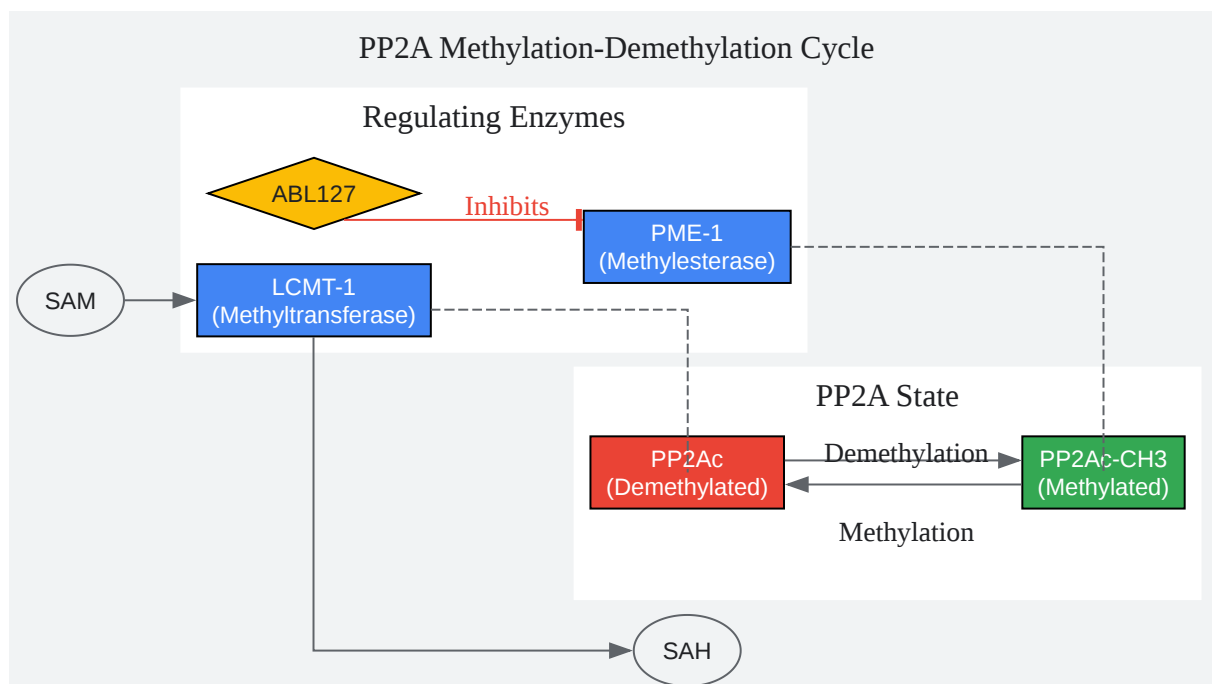 PP2A Methylation-Demethylation Cycle
Regulating Enzymes
ABL127
Inhibits
PME-1
(Methylesterase)
SAM
LCMT-1
(Methyltransferase)
PP2A State
PP2Ac
(Demethylated)
Demethylation
PP2Ac-CH3
(Methylated)
Methylation
SAH